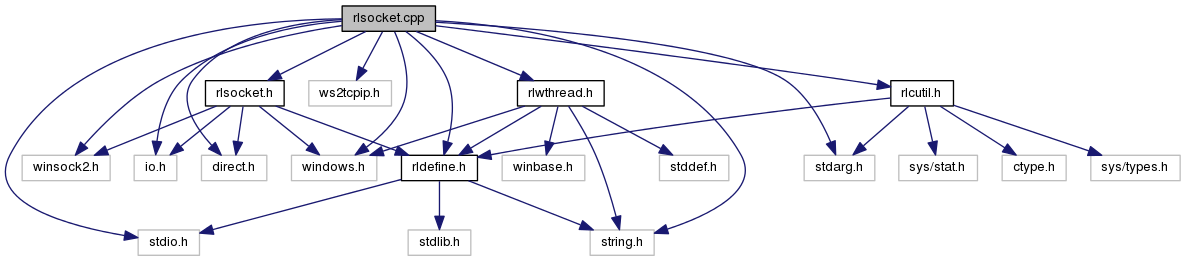 rlsocket.cpp
rlsocket.h
ws2tcpip.h
rlwthread.h
rlcutil.h
winsock2.h
io.h
direct.h
windows.h
rldefine.h
winbase.h
stddef.h
stdarg.h
sys/stat.h
ctype.h
sys/types.h
stdio.h
stdlib.h
string.h